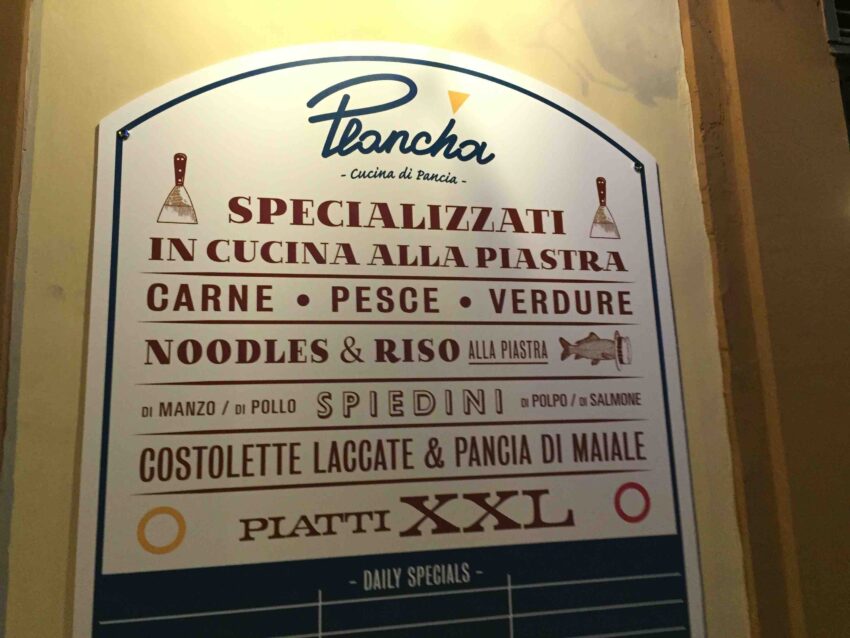 Plancha
- Cucina di Pancia -
SPECIALIZZATI
IN CUCINA ALLA PIASTRA
CARNE • PESCE • VERDURE
NOODLES & RISO ALLA PIASTRA
DI MANZO / DI POLLO SPIEDINI DI POLPO / DI SALMONE
COSTOLETTE LACCATE & PANCIA DI MAIALE
PIATTI XXL
- DAILY SPECIALS -